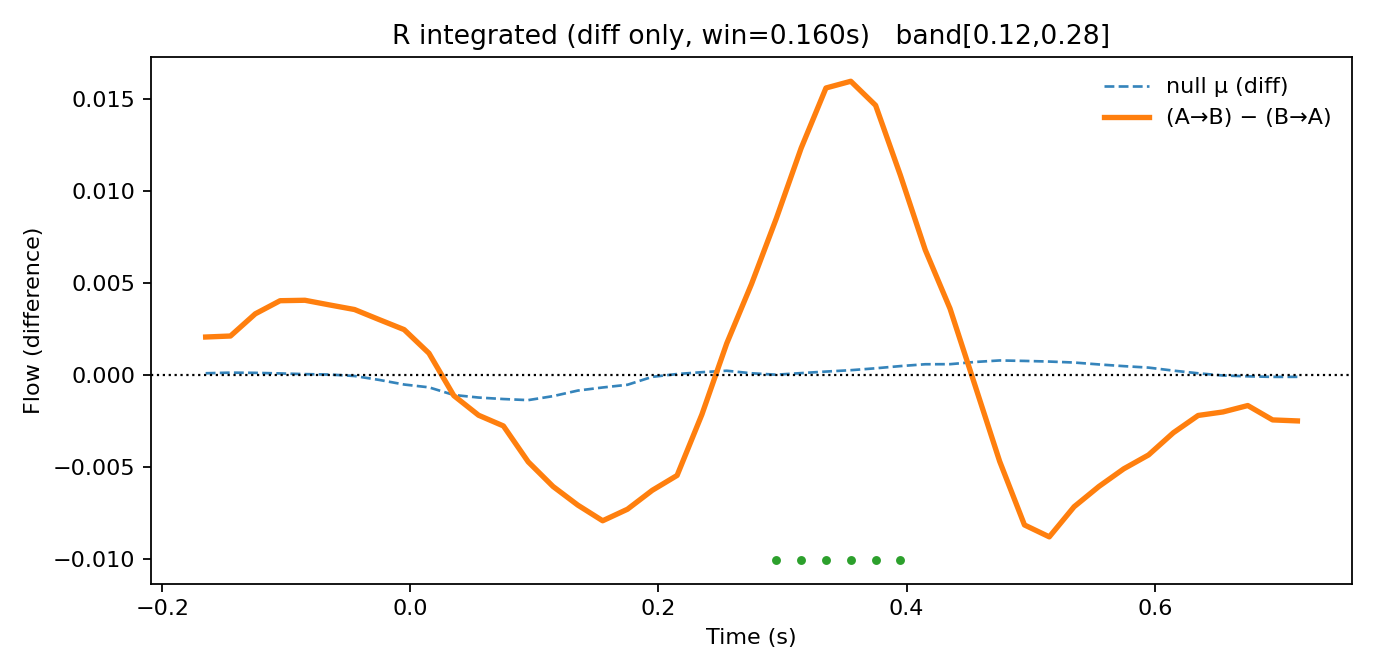 R integrated (diff only, win=0.160s)   band[0.12,0.28]
null μ (diff)
(A→B) − (B→A)
Flow (difference)
0.015
0.010
0.005
0.000
−0.005
−0.010
−0.2
0.0
0.2
0.4
0.6
Time (s)